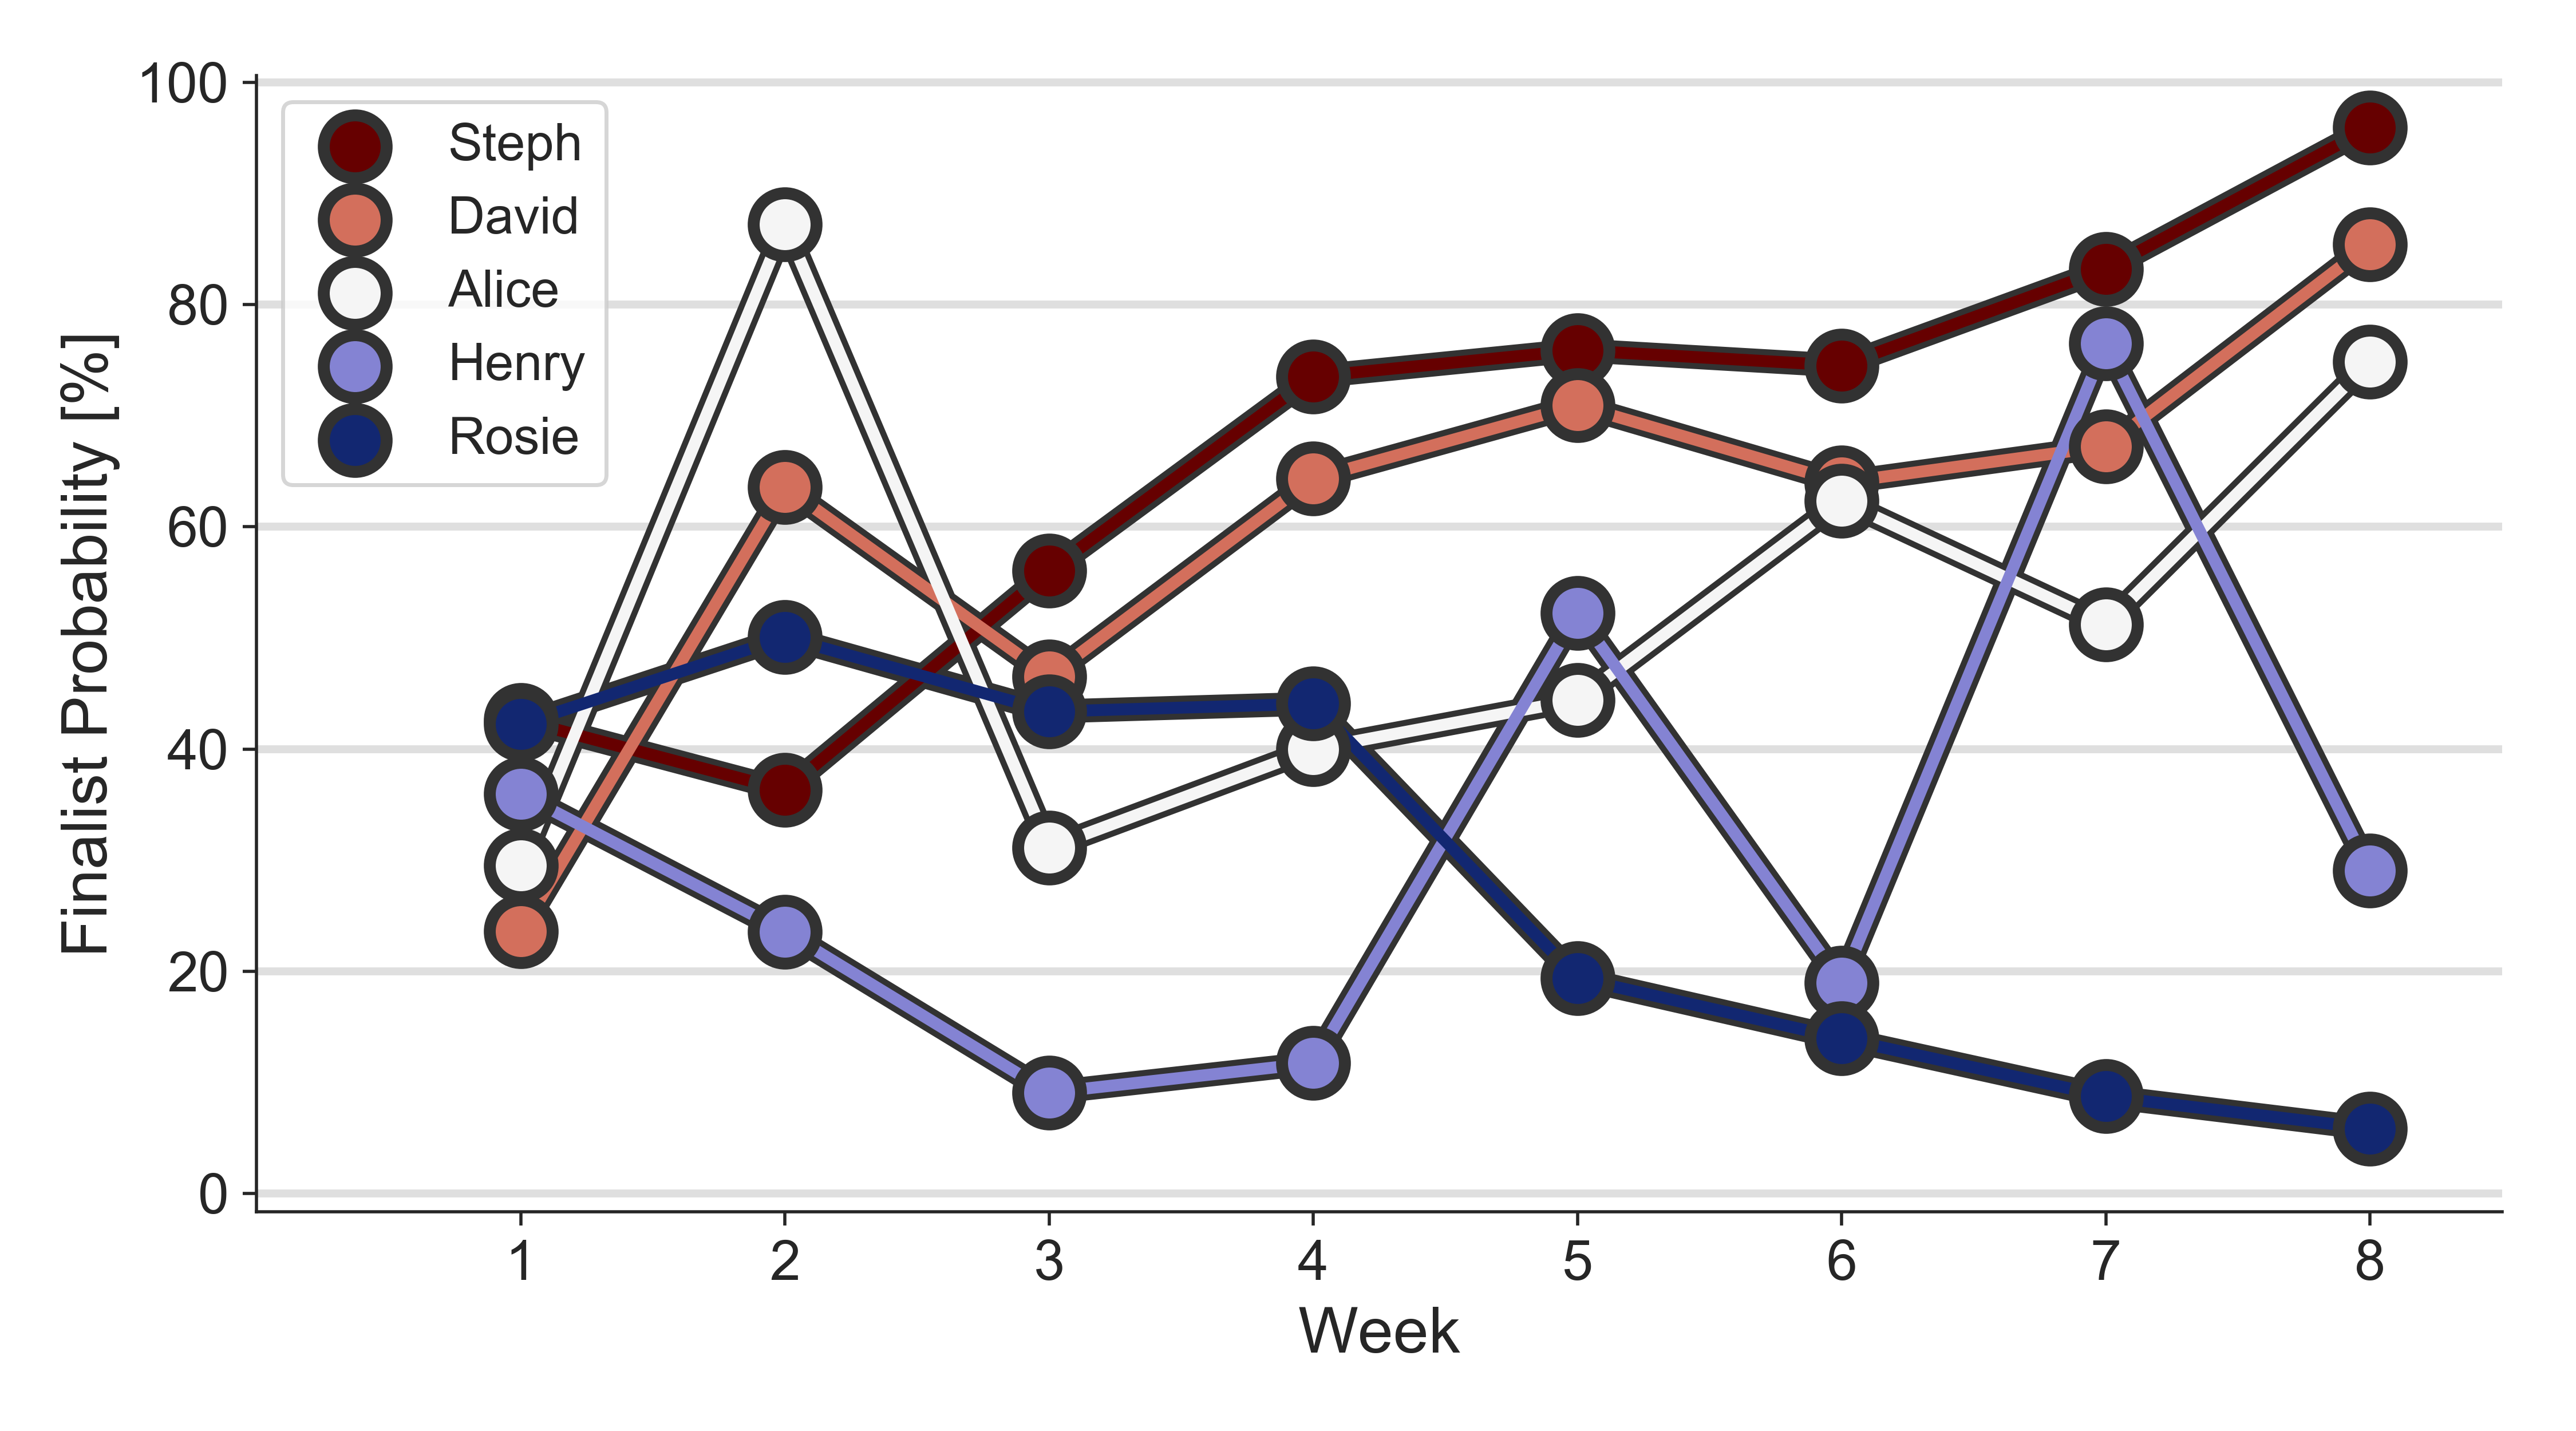 100
80
60
40
20
0
Finalist Probability [%]
Steph
David
Alice
Henry
Rosie
1 2 3 4 5 6 7 8
Week